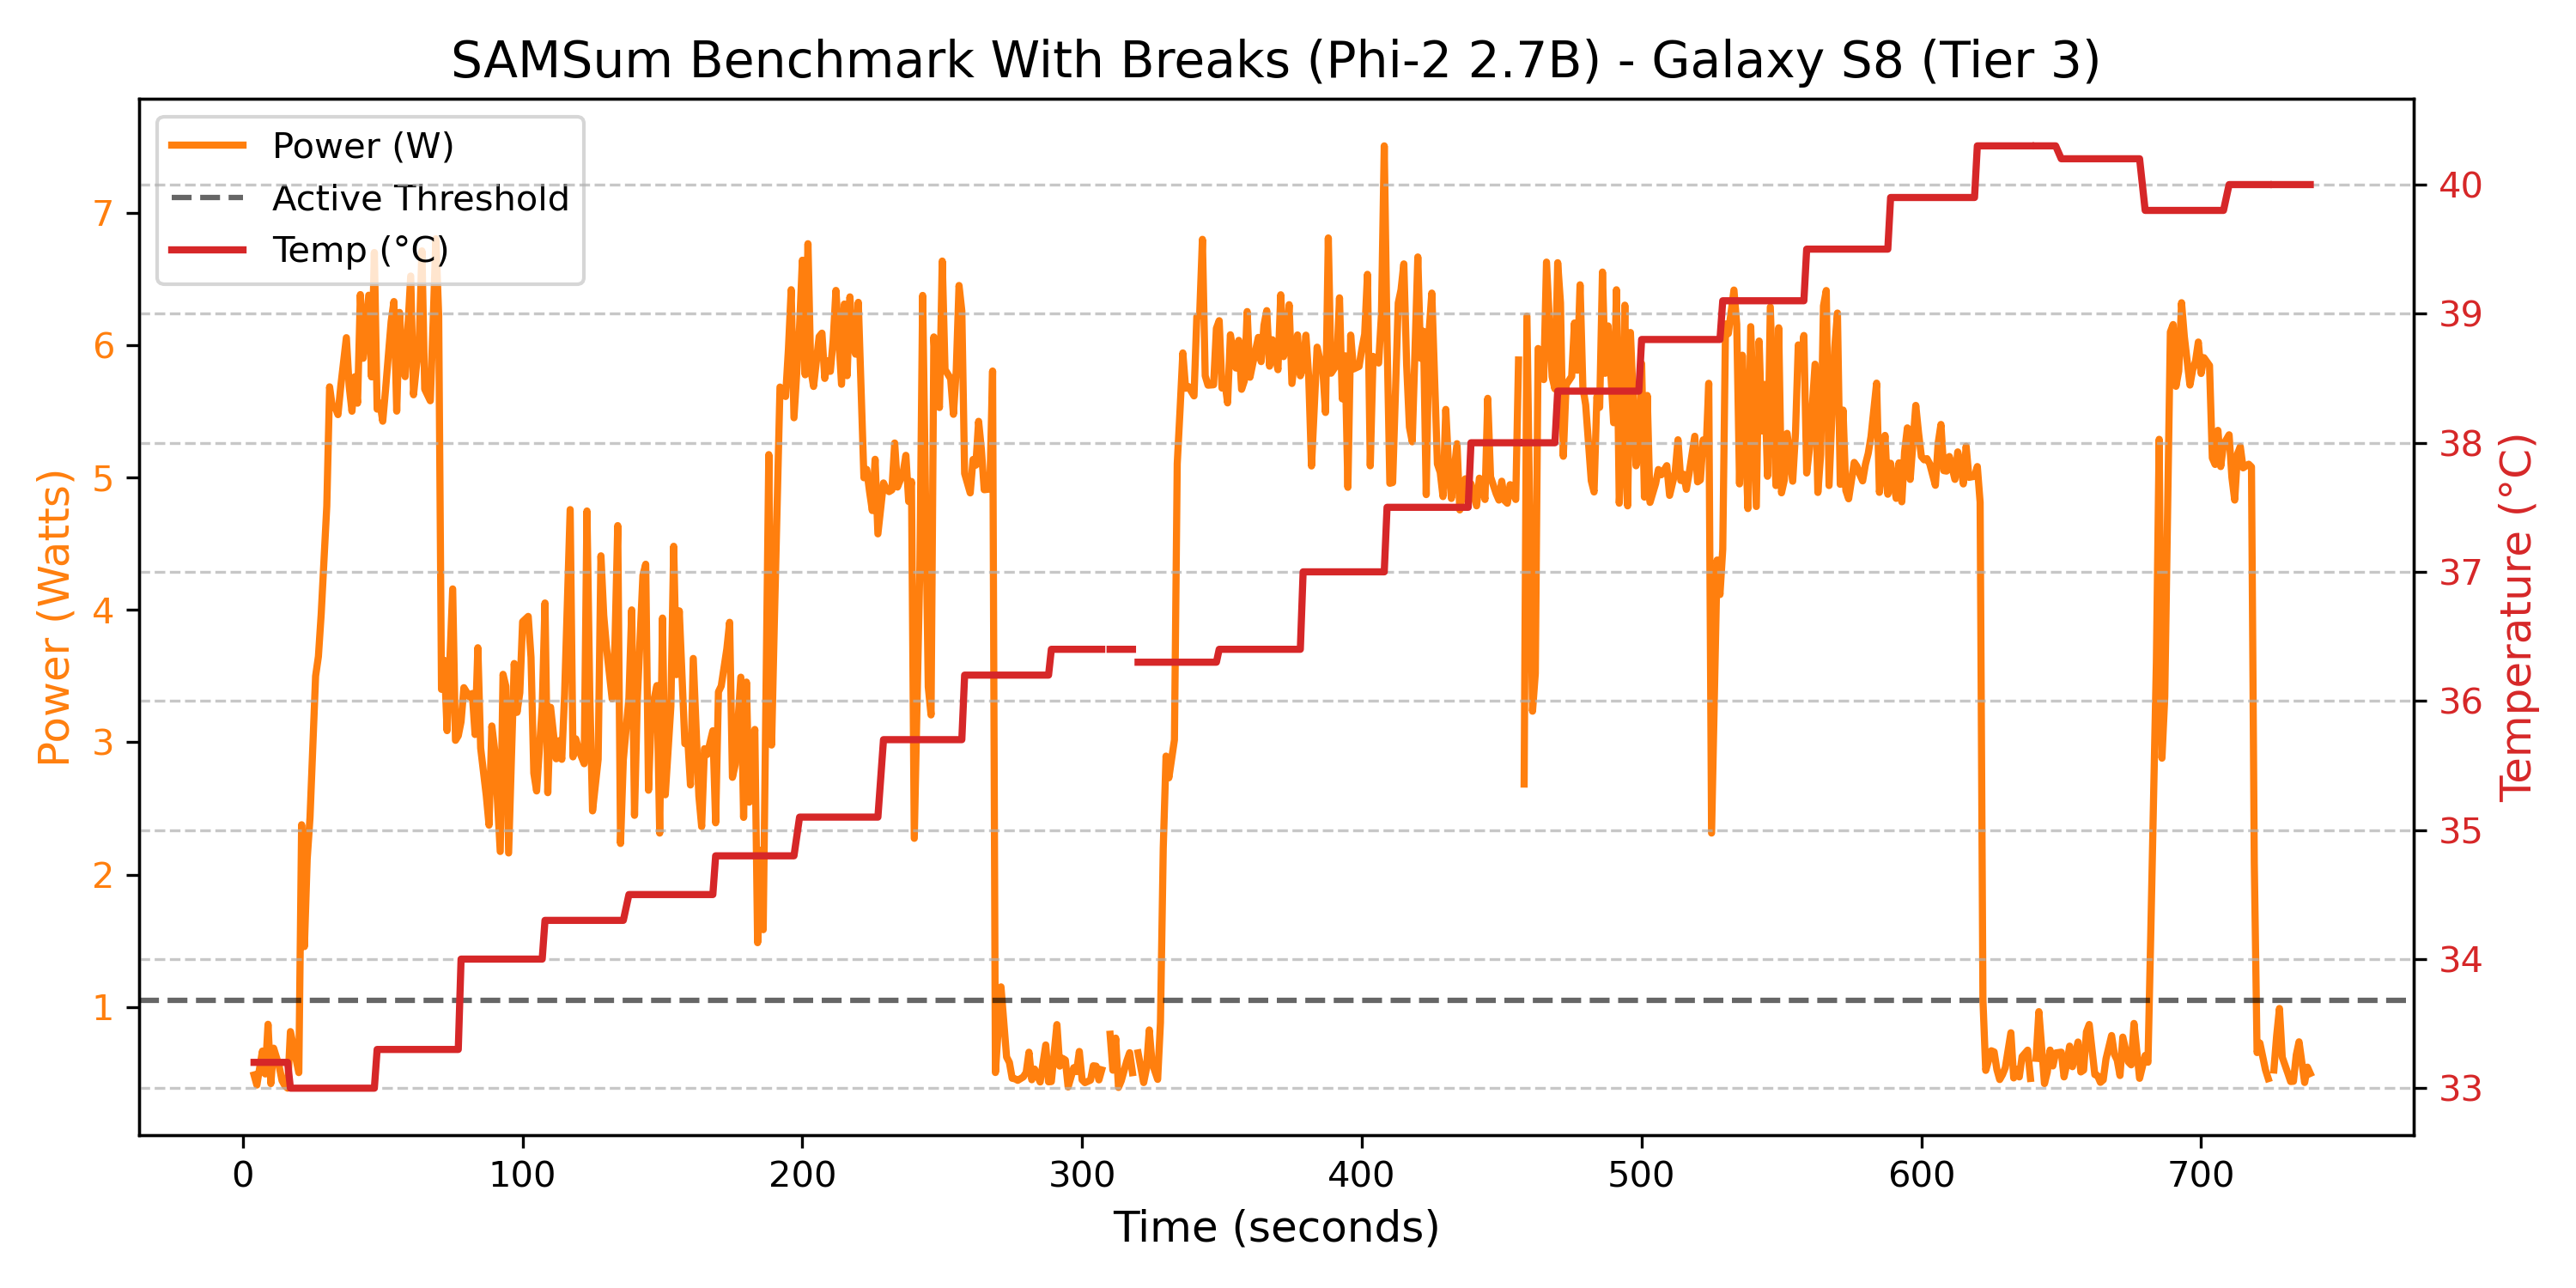 SAMSum Benchmark With Breaks (Phi-2 2.7B) - Galaxy S8 (Tier 3)
Power (W)
Active Threshold
Temp (°C)
Power (Watts)
7
6
5
4
3
2
1
40
39
38
37
36
35
34
33
Temperature (°C)
0 100 200 300 400 500 600 700
Time (seconds)